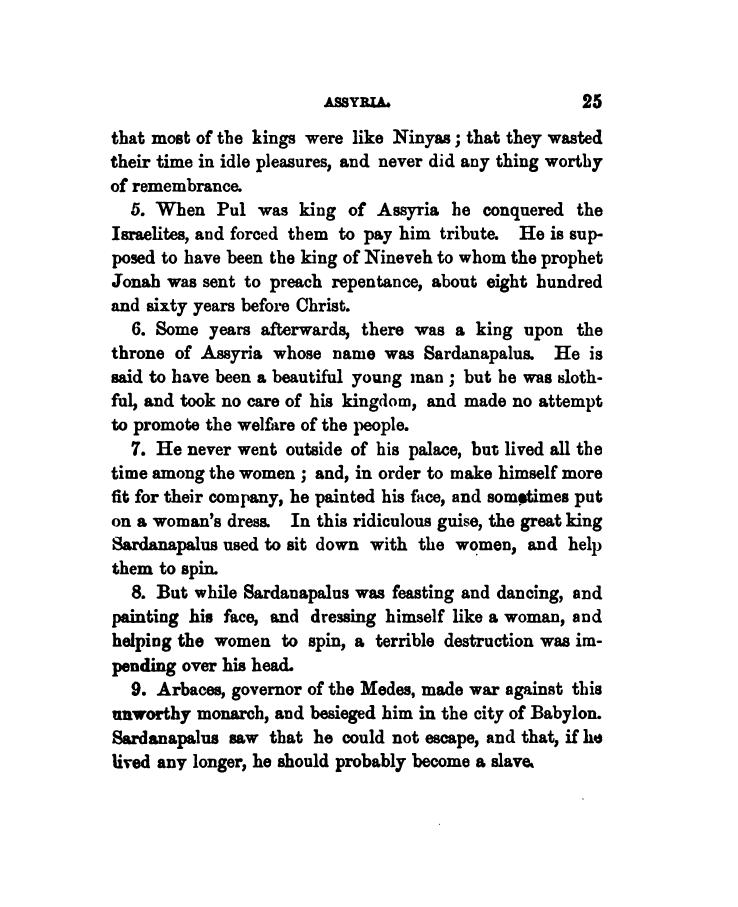 ASSYRIA. 25
that most of the kings were like Ninyas ; that they wasted
their time in idle pleasures, and never did any thing worthy
of remembrance.
5. When Pul was king of Assyria he conquered the
Israelites, and forced them to pay him tribute. He is sup-
posed to have been the king of Nineveh to whom the prophet
Jonah was sent to preach repentance, about eight hundred
and sixty years before Christ.
6. Some years afterwards, there was a king upon the
throne of Assyria whose name was Sardanapalus. He is
said to have been a beautiful young man ; but he was sloth-
ful, and took no care of his kingdom, and made no attempt
to promote the welfare of the people.
7. He never went outside of his palace, but lived all the
time among the women ; and, in order to make himself more
fit for their company, he painted his face, and sometimes put
on a woman's dress. In this ridiculous guise, the great king
Sardanapalus used to sit down with the women, and help
them to spin.
8. But while Sardanapalus was feasting and dancing, and
painting his face, and dressing himself like a woman, and
helping the women to spin, a terrible destruction was im-
pending over his head.
9. Arbaces, governor of the Medes, made war against this
unworthy monarch, and besieged him in the city of Babylon.
Sardanapalus saw that he could not escape, and that, if he
lived any longer, he should probably become a slave.